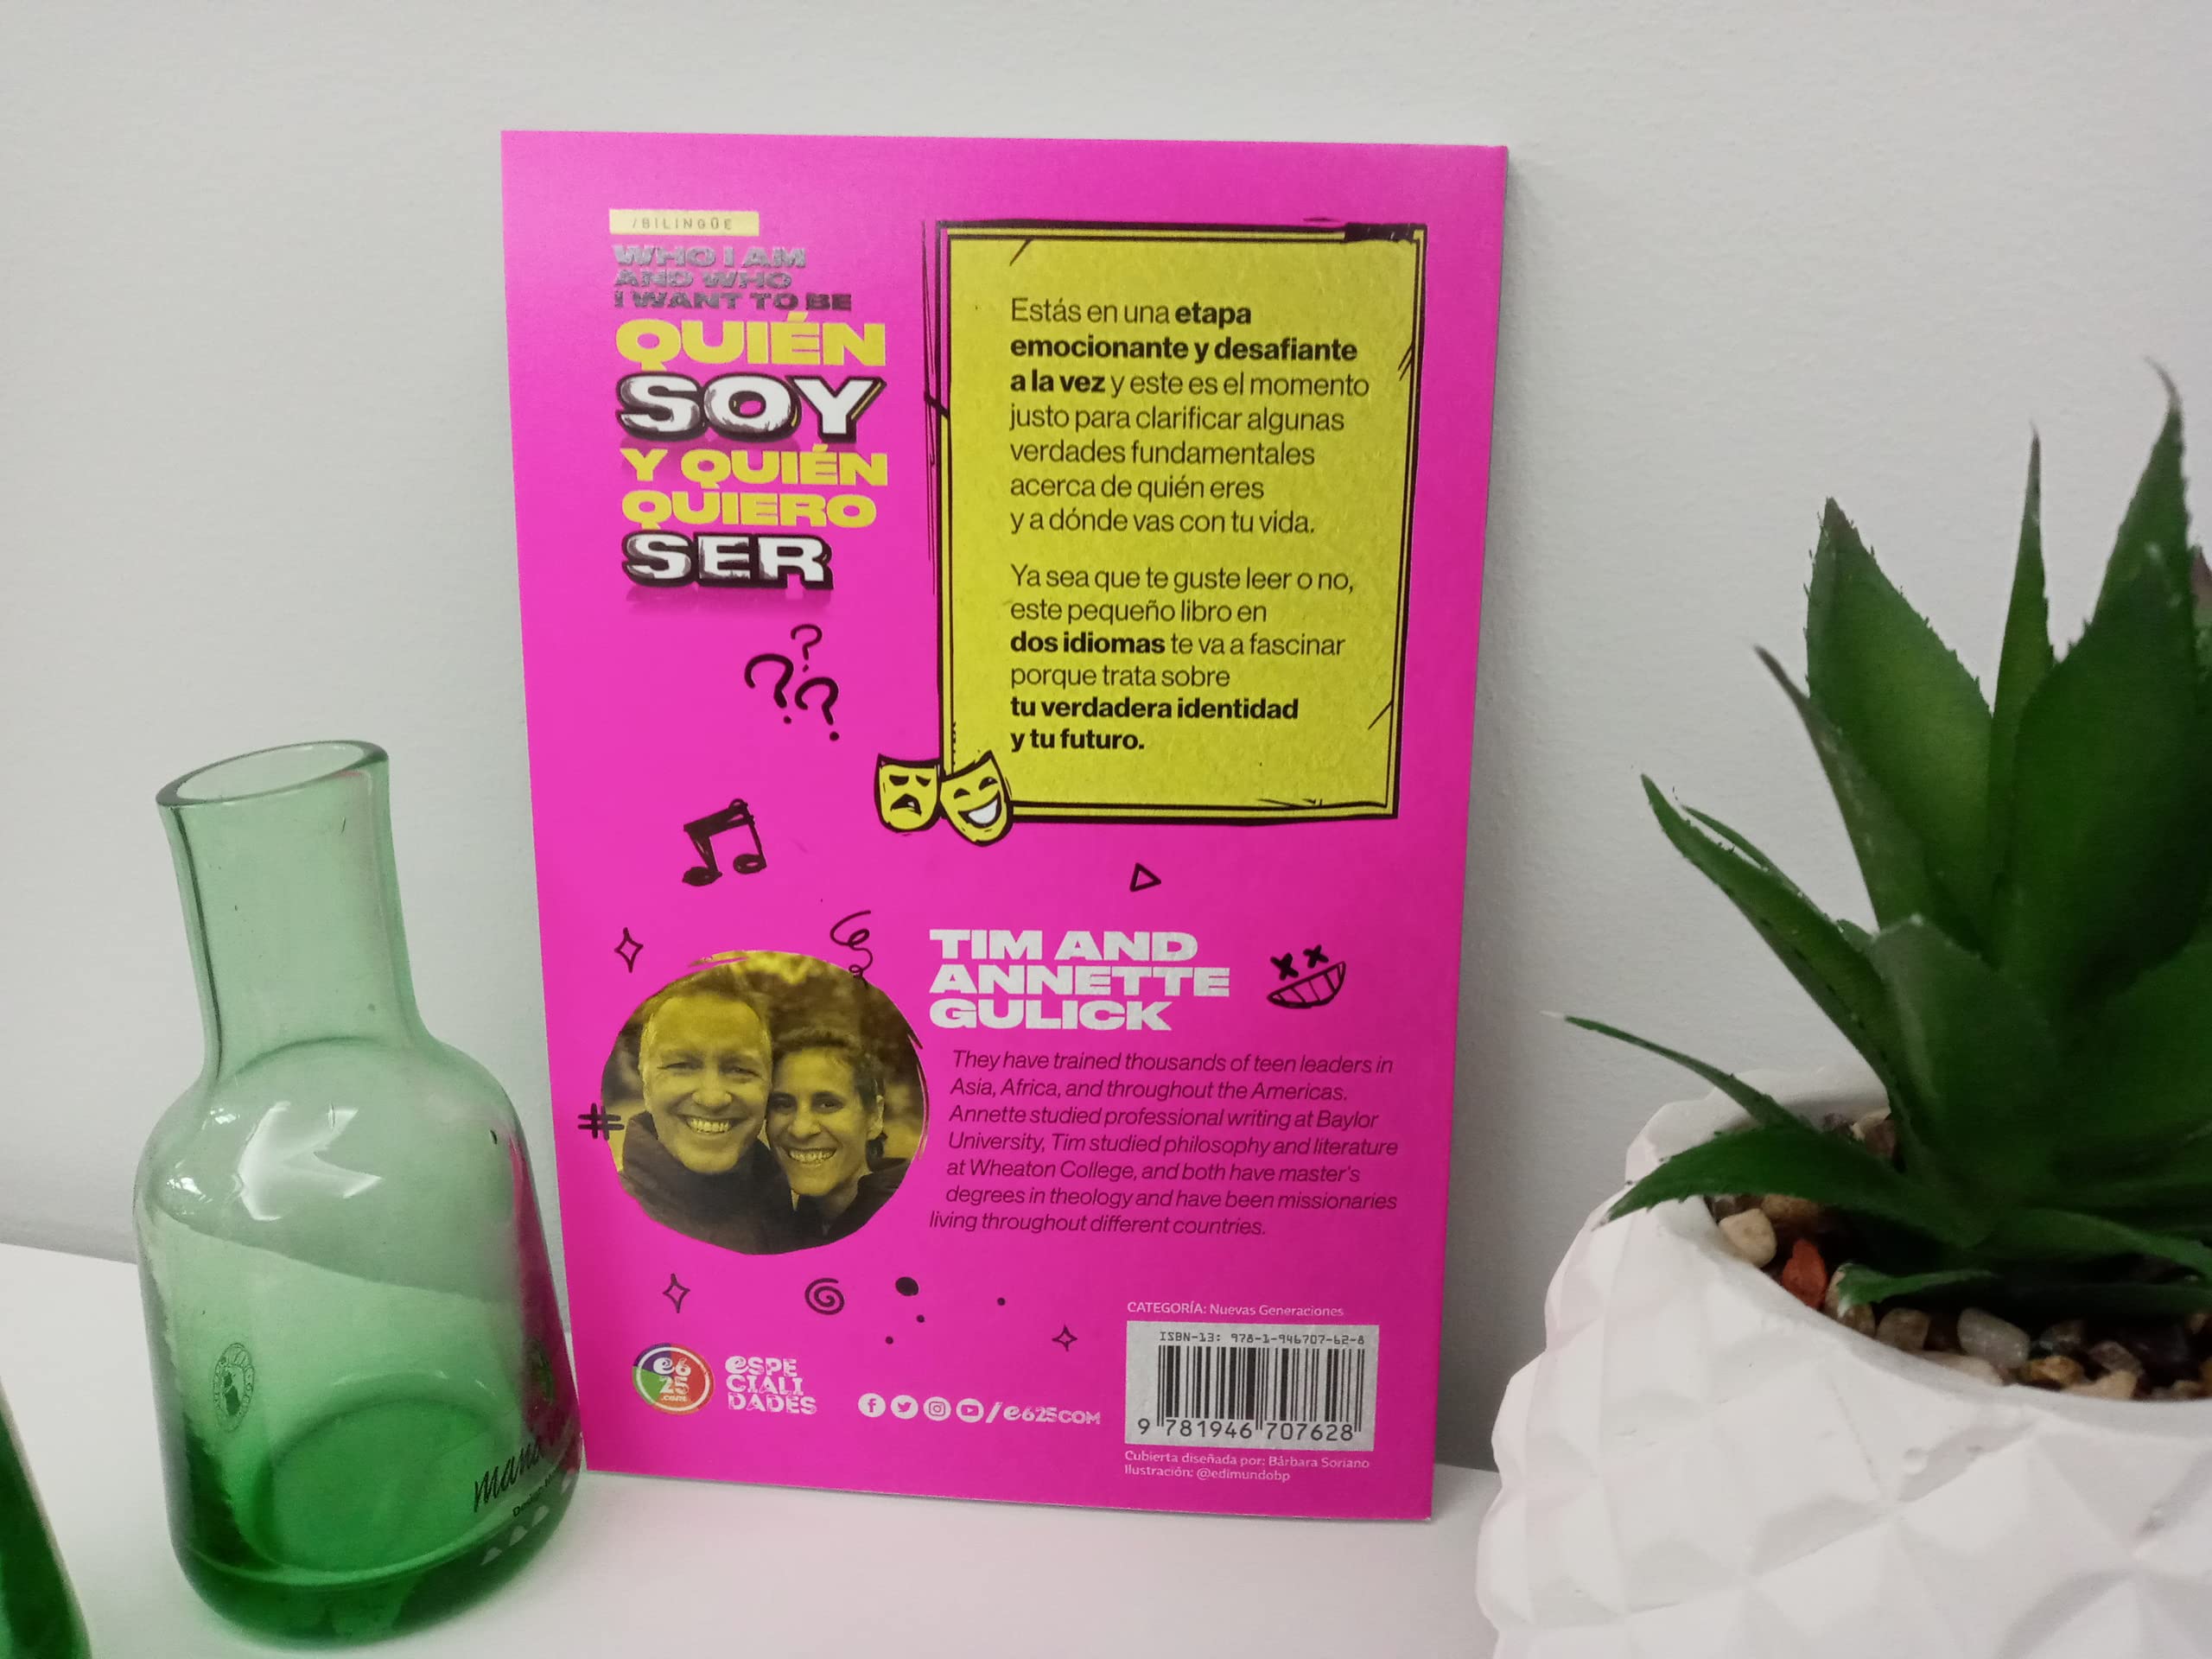 /BILINGÜE
WHO I AM
AND WHO
I WANT TO BE
QUIÉN
SOY
Y QUIÉN
QUIERO
SER
Estás en una etapa
emocionante y desafiante
a la vez y este es el momento
justo para clarificar algunas
verdades fundamentales
acerca de quién eres
y a dónde vas con tu vida.
Ya sea que te guste leer o no,
este pequeño libro en
dos idiomas te va a fascinar
porque trata sobre
tu verdadera identidad
y tu futuro.
TIM AND
ANNETTE
GULICK
They have trained thousands of teen leaders in
Asia, Africa, and throughout the Americas.
Annette studied professional writing at Baylor
University, Tim studied philosophy and literature
at Wheaton College, and both have master's
degrees in theology and have been missionaries
living throughout different countries.
e6
25
.com
eSPE
CIALI
DADES
/e625COM
CATEGORÍA: Nuevas Generaciones
ISBN-13: 978-1-946707-62-8
9 781946 707628
Cubierta diseñada por: Bárbara Soriano
Ilustración: @edimundobp